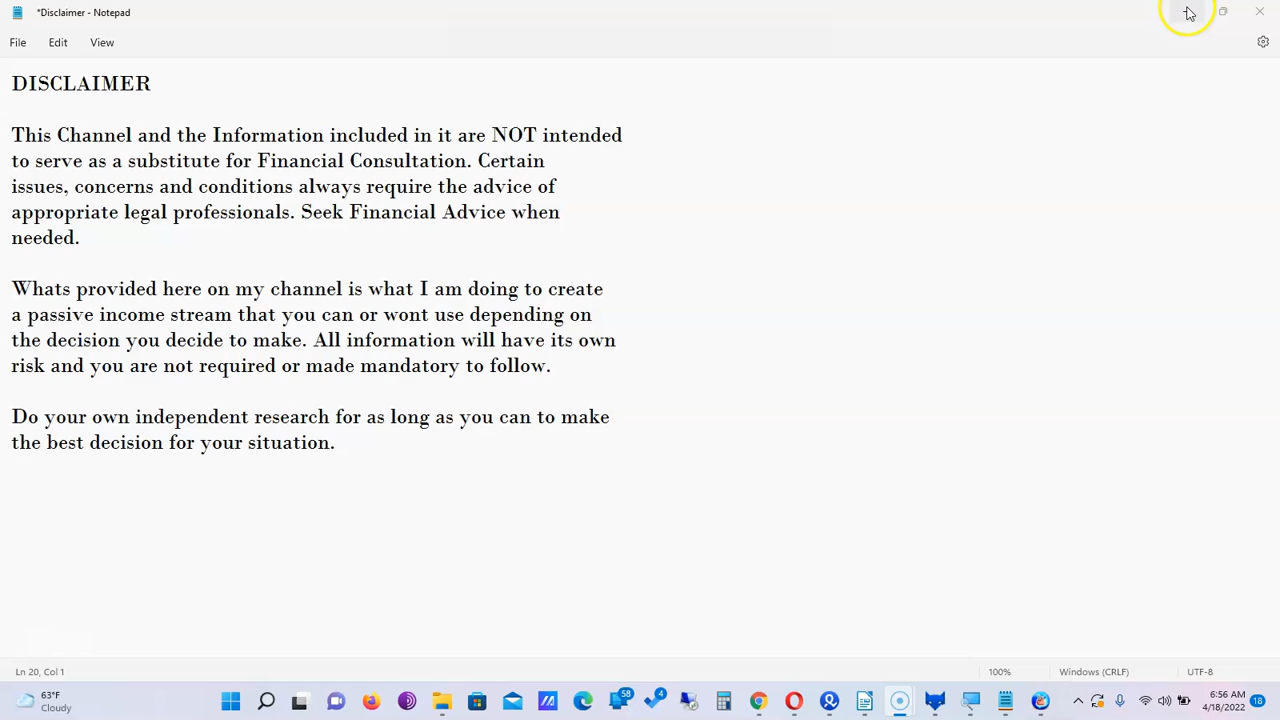 *Disclaimer - Notepad
File Edit View
DISCLAIMER
This Channel and the Information included in it are NOT intended
to serve as a substitute for Financial Consultation. Certain
issues, concerns and conditions always require the advice of
appropriate legal professionals. Seek Financial Advice when
needed.
Whats provided here on my channel is what I am doing to create
a passive income stream that you can or wont use depending on
the decision you decide to make. All information will have its own
risk and you are not required or made mandatory to follow.
Do your own independent research for as long as you can to make
the best decision for your situation.
Ln 20, Col 1 100% Windows (CRLF) UTF-8
63°F
Cloudy
58
4
6:56 AM
4/18/2022
18